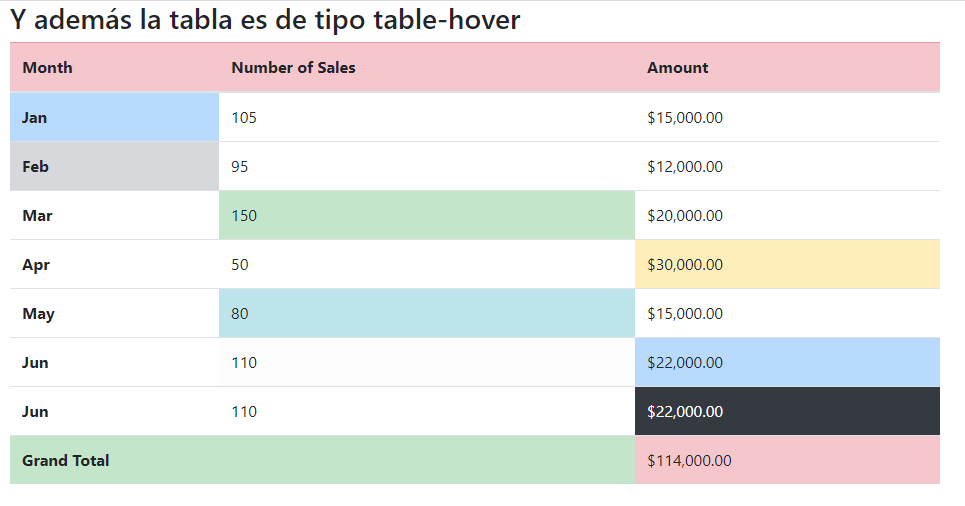 Y además la tabla es de tipo table-hover
Month Number of Sales Amount
Jan 105 $15,000.00
Feb 95 $12,000.00
Mar 150 $20,000.00
Apr 50 $30,000.00
May 80 $15,000.00
Jun 110 $22,000.00
Jun 110 $22,000.00
Grand Total $114,000.00